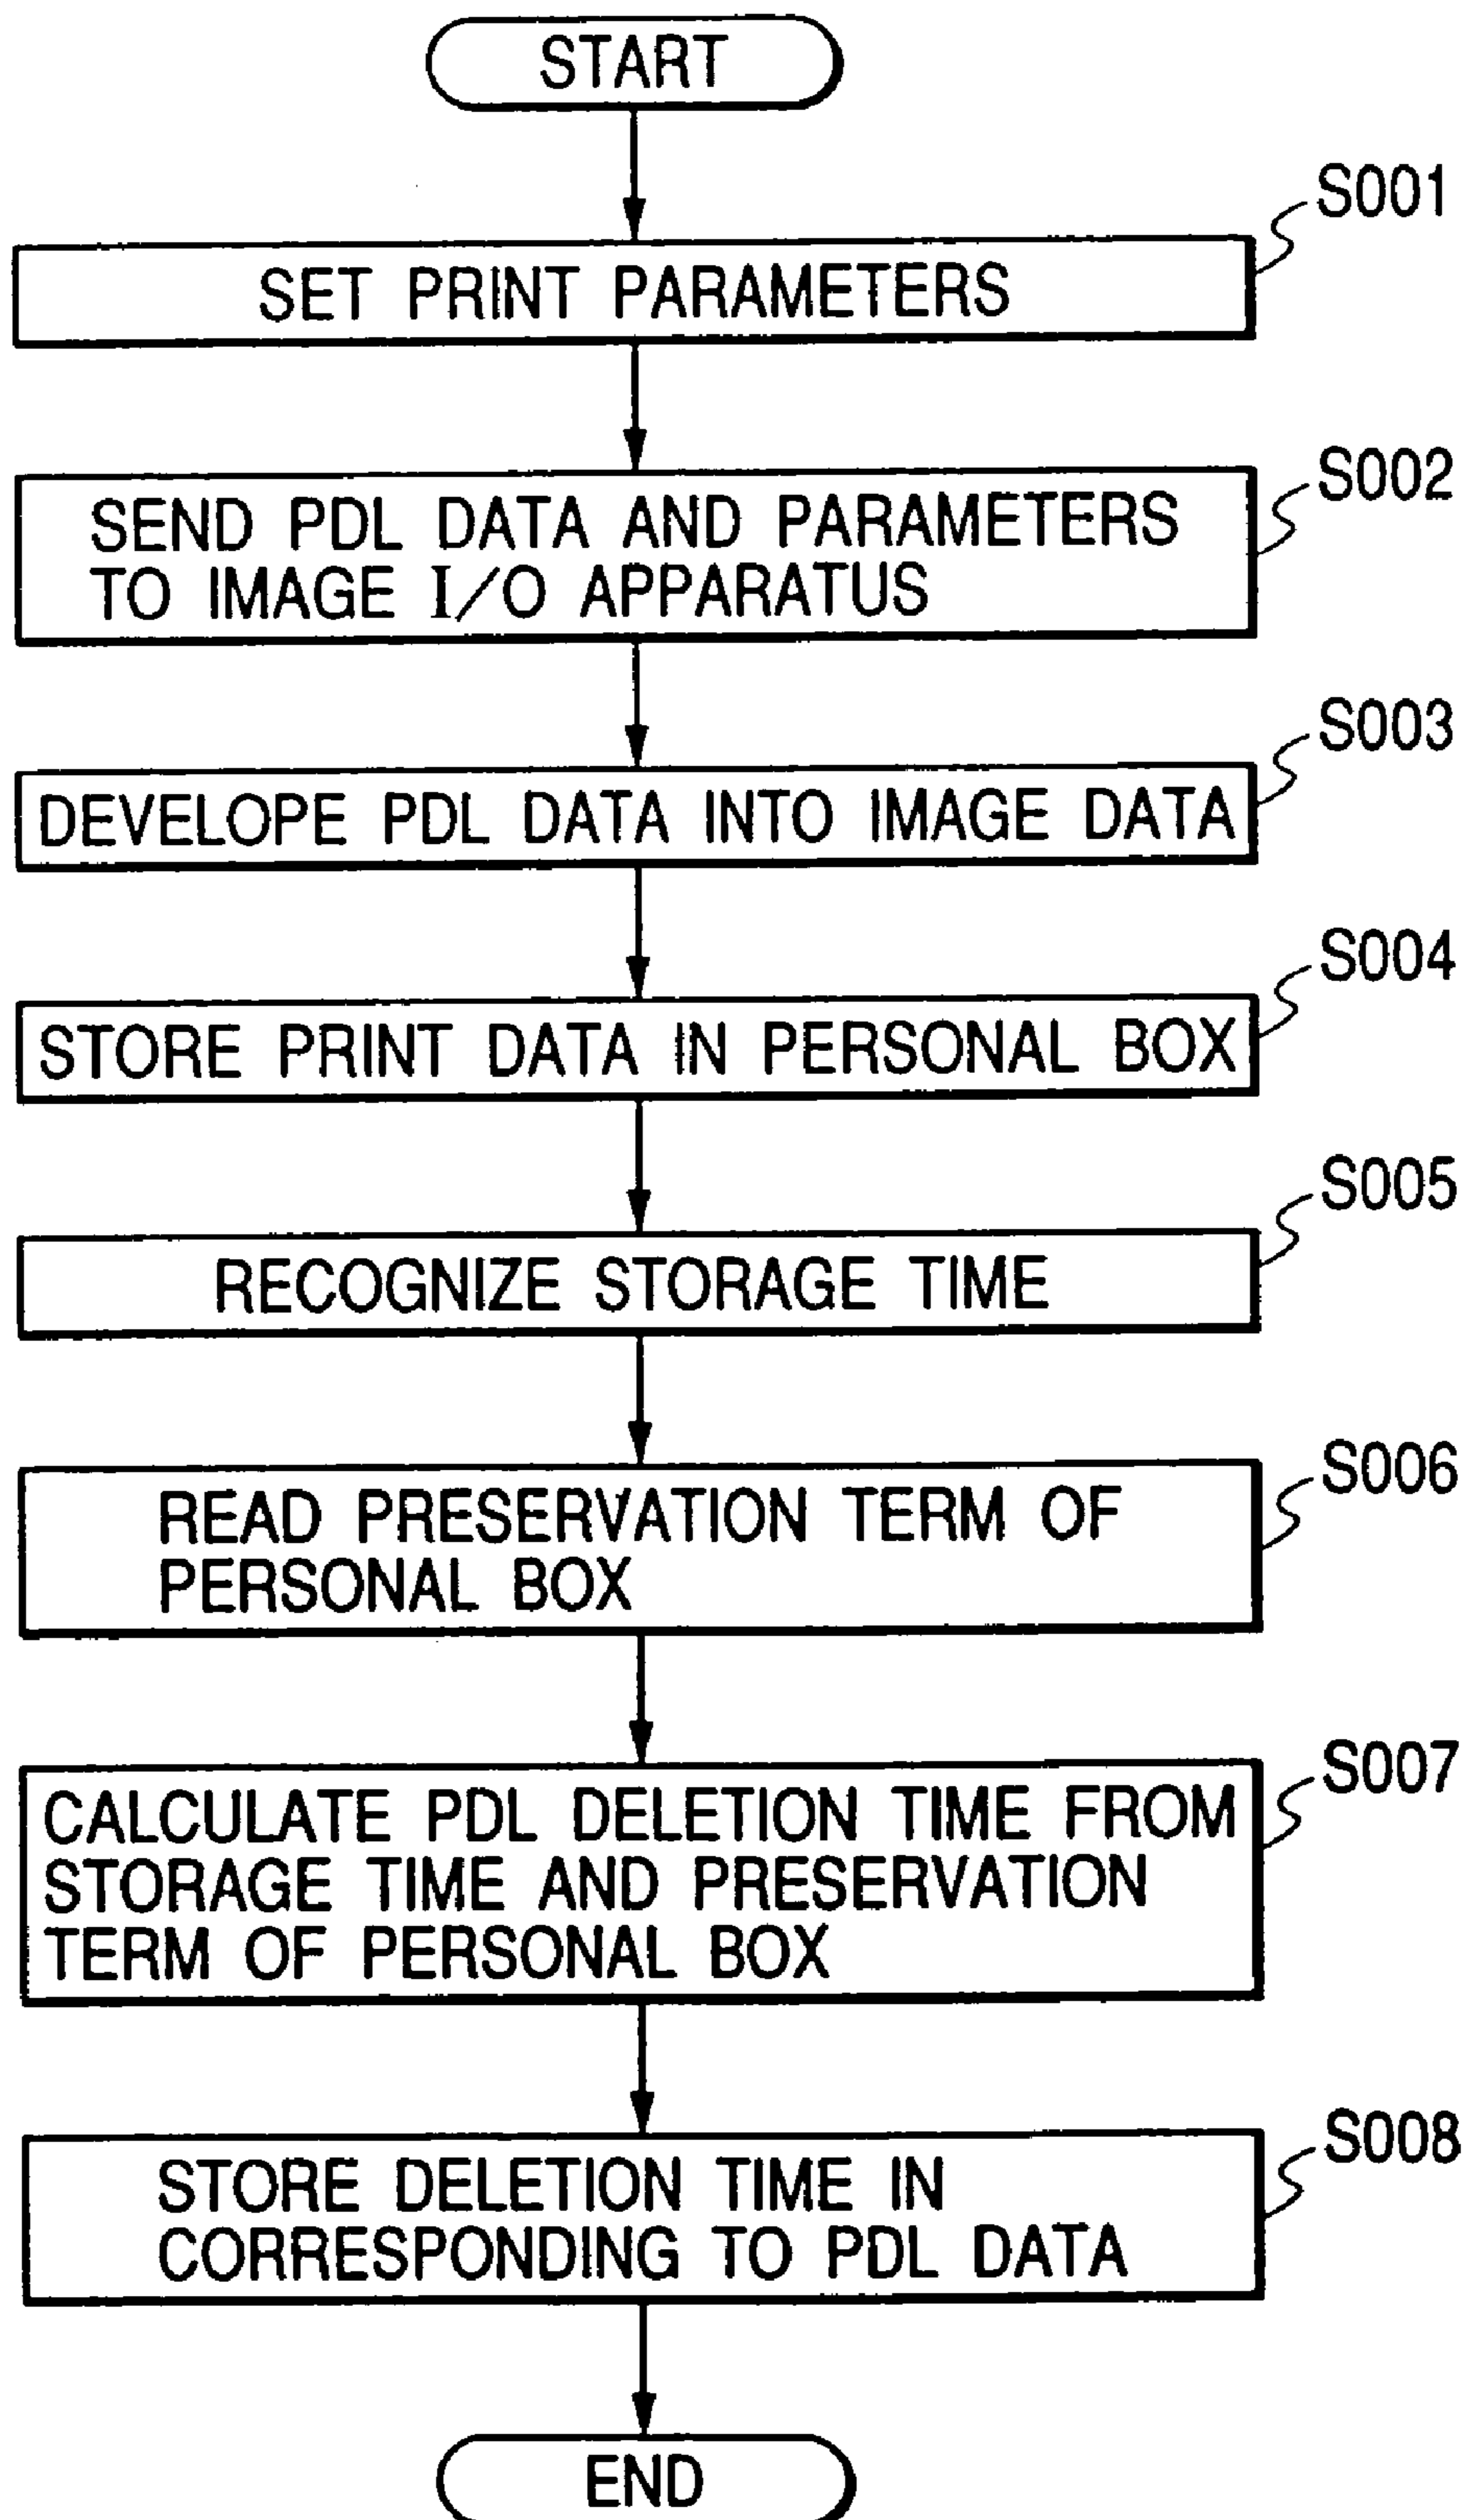 START
S001
SET PRINT PARAMETERS
S002
SEND PDL DATA AND PARAMETERS
TO IMAGE I/O APPARATUS
S003
DEVELOPE PDL DATA INTO IMAGE DATA
S004
STORE PRINT DATA IN PERSONAL BOX
S005
RECOGNIZE STORAGE TIME
S006
READ PRESERVATION TERM OF
PERSONAL BOX
S007
CALCULATE PDL DELETION TIME FROM
STORAGE TIME AND PRESERVATION
TERM OF PERSONAL BOX
S008
STORE DELETION TIME IN
CORRESPONDING TO PDL DATA
END